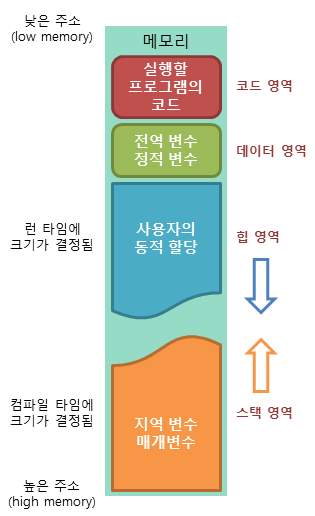 낮은 주소
(low memory)
메모리
실행할
프로그램의
코드
코드 영역
전역 변수
정적 변수
데이터 영역
런 타임에
크기가 결정됨
사용자의
동적 할당
힙 영역
컴파일 타임에
크기가 결정됨
지역 변수
매개변수
스택 영역
높은 주소
(high memory)